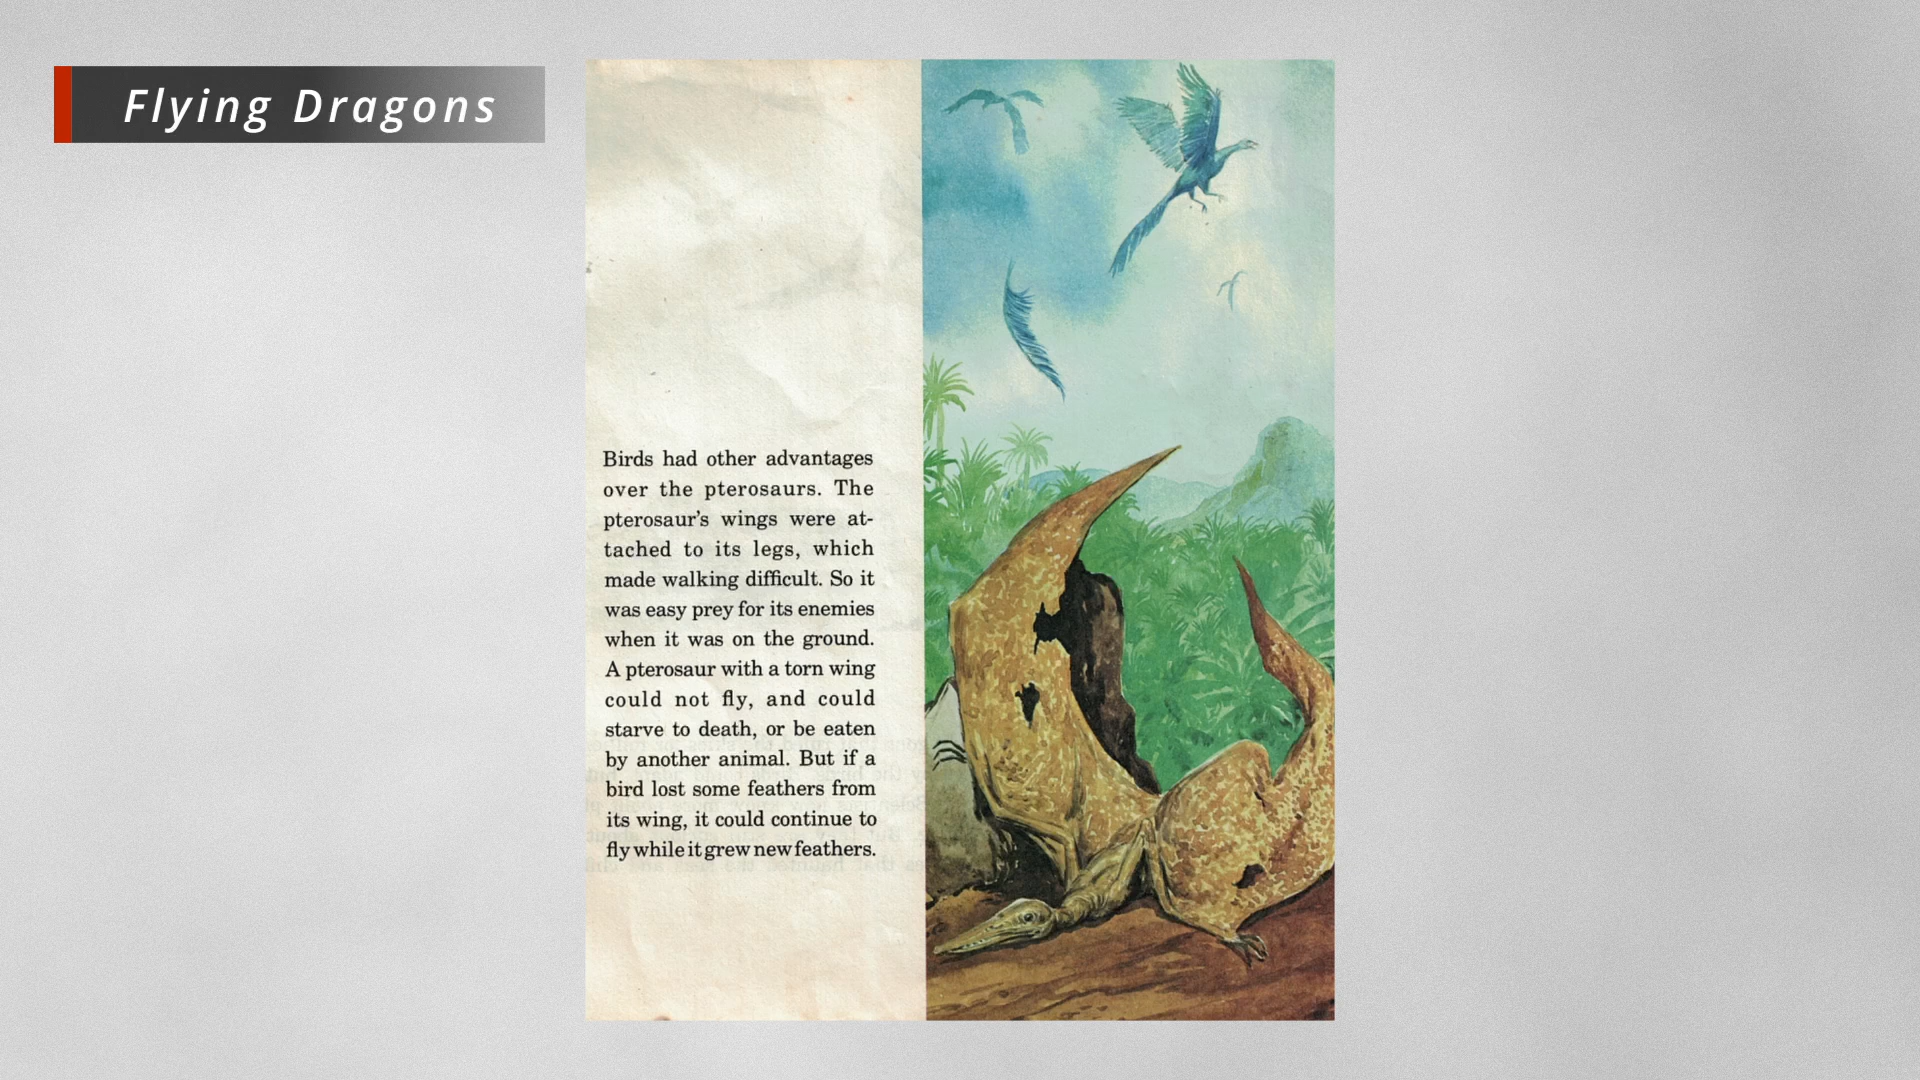 Flying Dragons
Birds had other advantages
over the pterosaurs. The
pterosaur's wings were at-
tached to its legs, which
made walking difficult. So it
was easy prey for its enemies
when it was on the ground.
A pterosaur with a torn wing
could not fly, and could
starve to death, or be eaten
by another animal. But if a
bird lost some feathers from
its wing, it could continue to
fly while it grew new feathers.